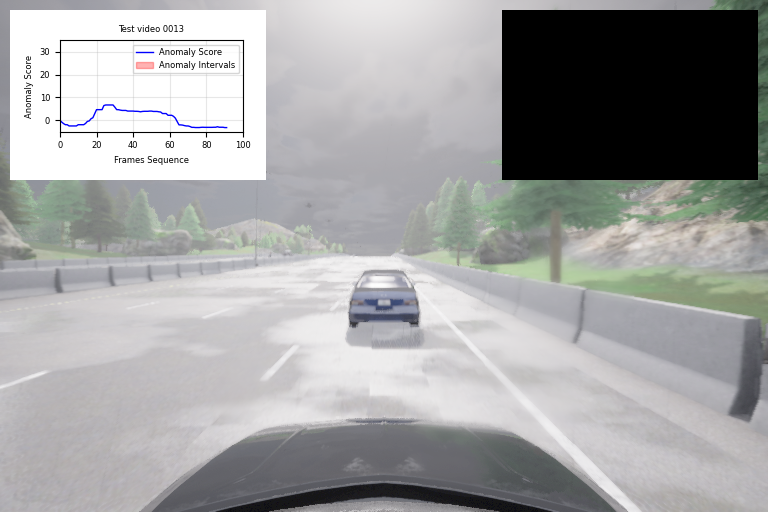 Test video 0013
Anomaly Score
30
20
10
0
Anomaly Score
Anomaly Intervals
0 20 40 60 80 100
Frames Sequence